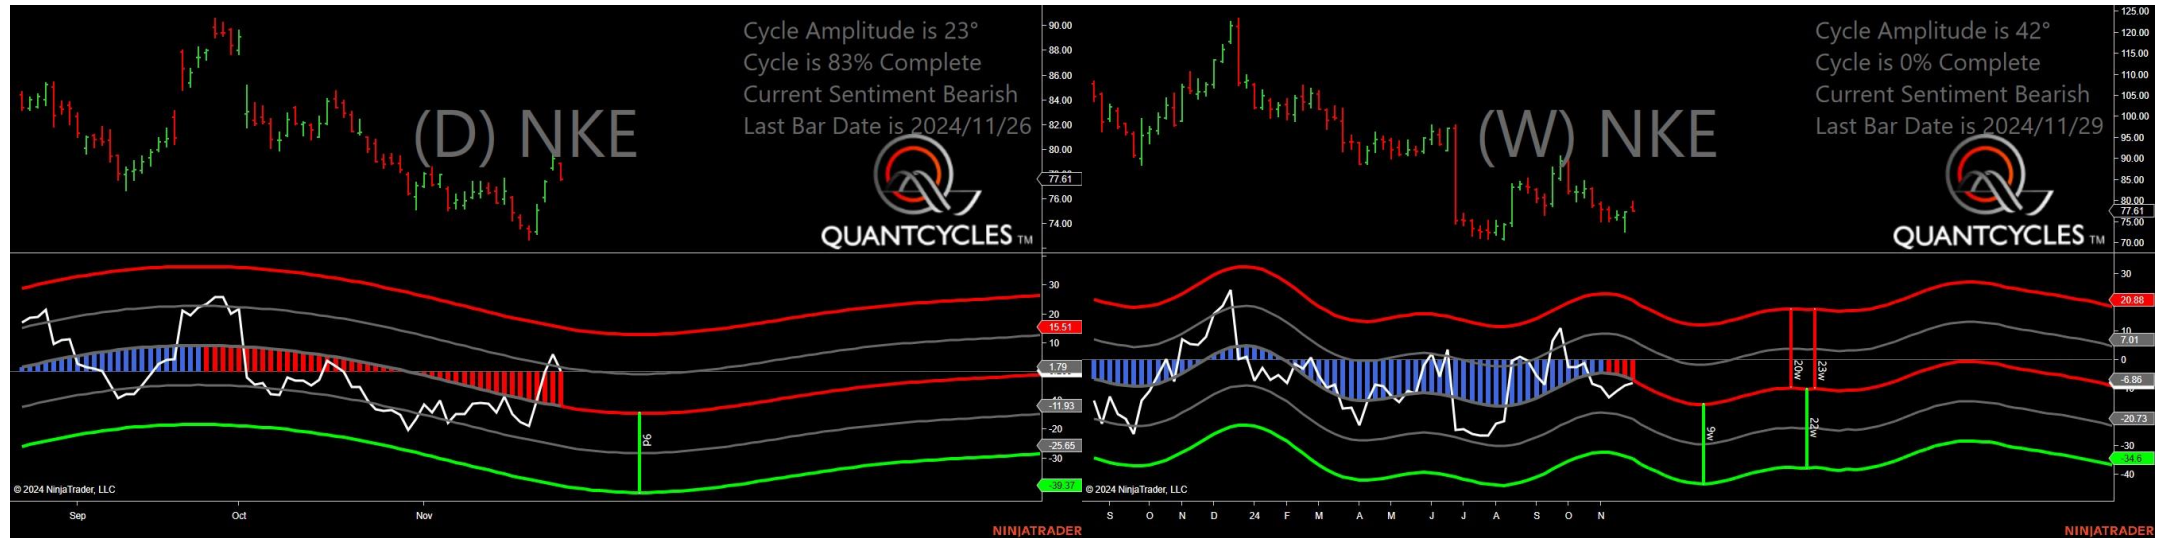 Cycle Amplitude is 23°
Cycle is 83% Complete
Current Sentiment Bearish
Last Bar Date is 2024/11/26
(D) NKE
QUANTCYCLES TM
90.00
88.00
86.00
84.00
82.00
80.00
77.61
76.00
74.00
30
20
15.51
10
1.79
-11.93
-20
-25.65
-30
-39.37
9d
© 2024 NinjaTrader, LLC
Sep Oct Nov
NINJATRADER
Cycle Amplitude is 42°
Cycle is 0% Complete
Current Sentiment Bearish
Last Bar Date is 2024/11/29
(W) NKE
QUANTCYCLES TM
125.00
120.00
115.00
110.00
105.00
100.00
95.00
90.00
85.00
80.00
77.61
75.00
70.00
30
20.88
10
7.01
0
-6.86
-20.73
-30
-34.6
-40
9w
20w
22w
23w
© 2024 NinjaTrader, LLC
S O N D 24 F M A M J J A S O N
NINJATRADER